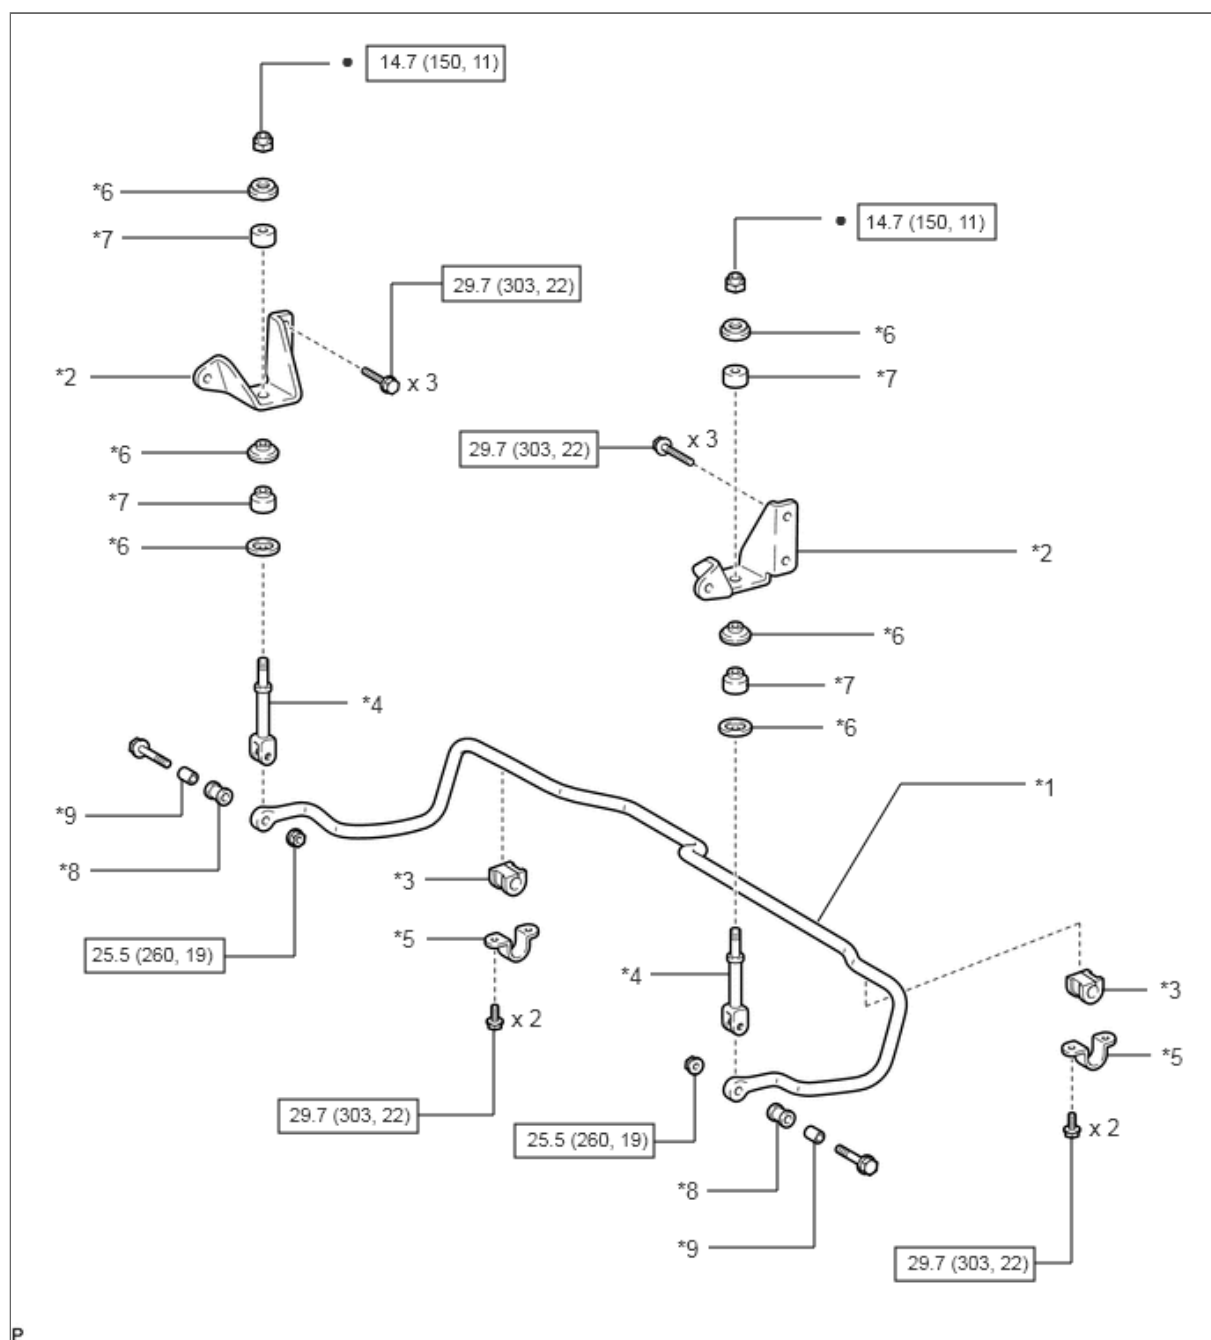 ● 14.7 (150, 11)
*6
*7
● 14.7 (150, 11)
29.7 (303, 22)
*6
*2
x 3
*7
29.7 (303, 22)
x 3
*6
*7
*6
*2
*6
*7
*4
*6
*9
*1
*8
*3
25.5 (260, 19)
*5
*4
*3
x 2
*5
29.7 (303, 22)
25.5 (260, 19)
x 2
*8
*9
29.7 (303, 22)
P